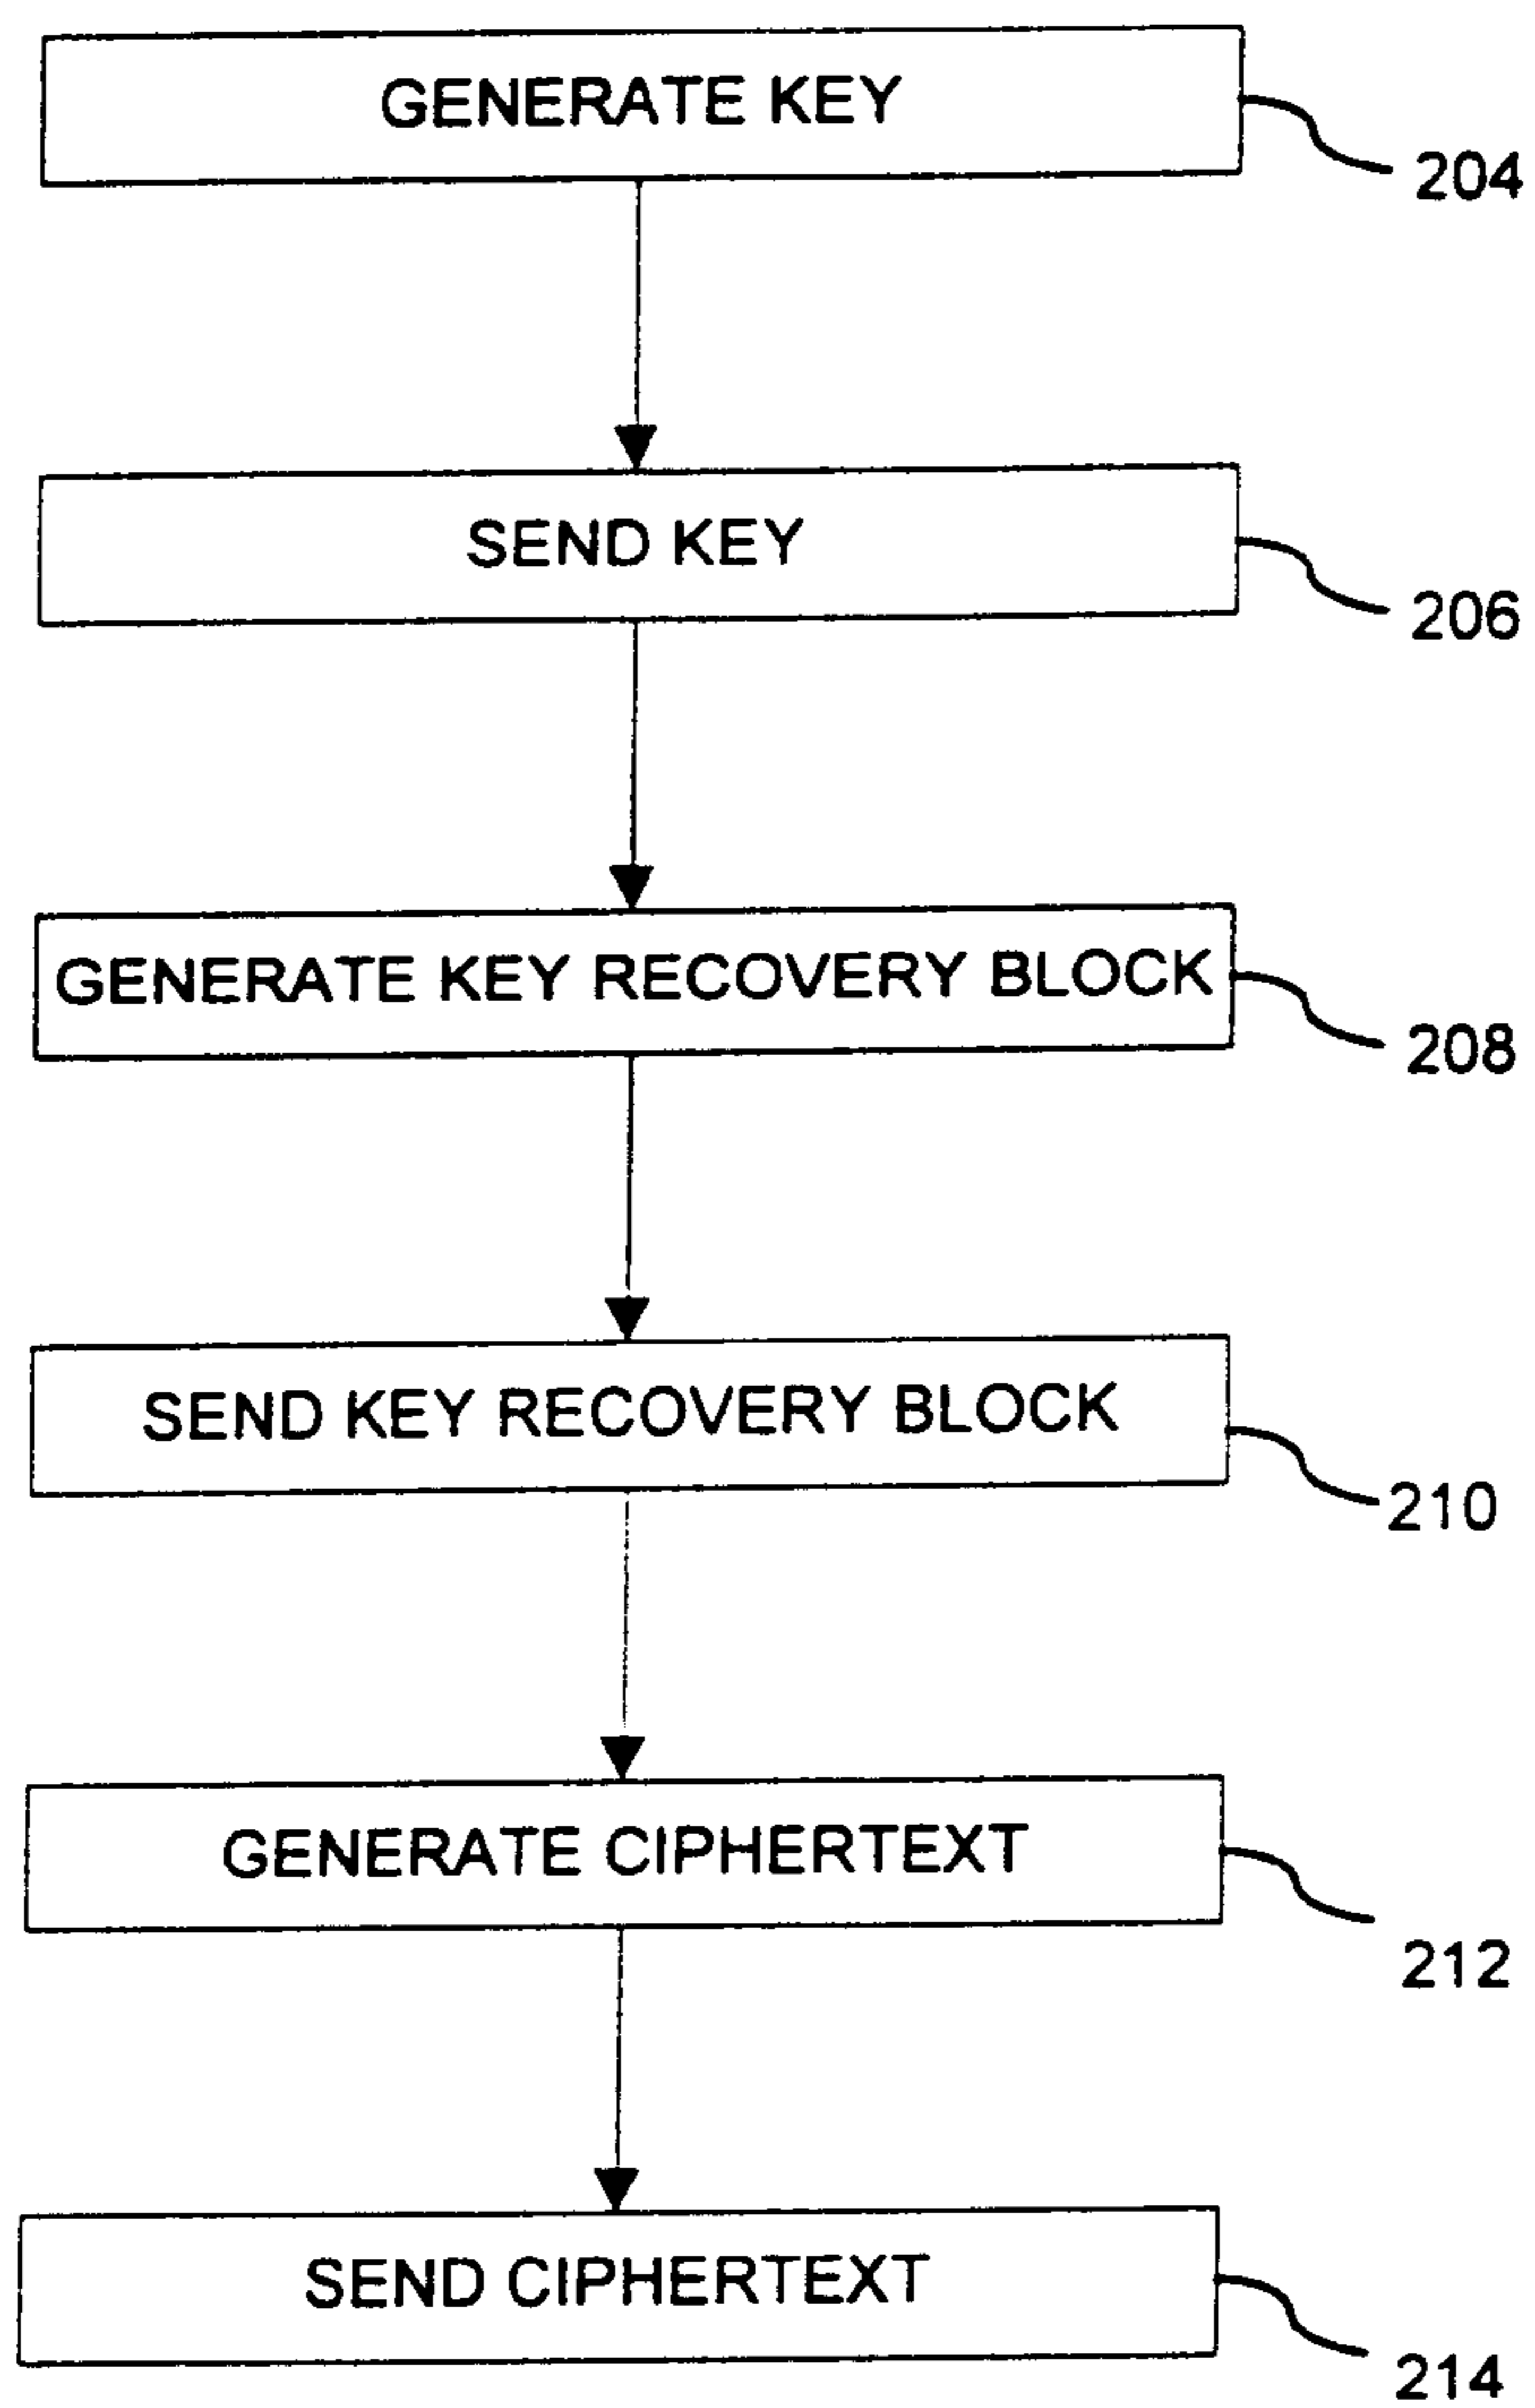 GENERATE KEY
204
SEND KEY
206
GENERATE KEY RECOVERY BLOCK
208
SEND KEY RECOVERY BLOCK
210
GENERATE CIPHERTEXT
212
SEND CIPHERTEXT
214